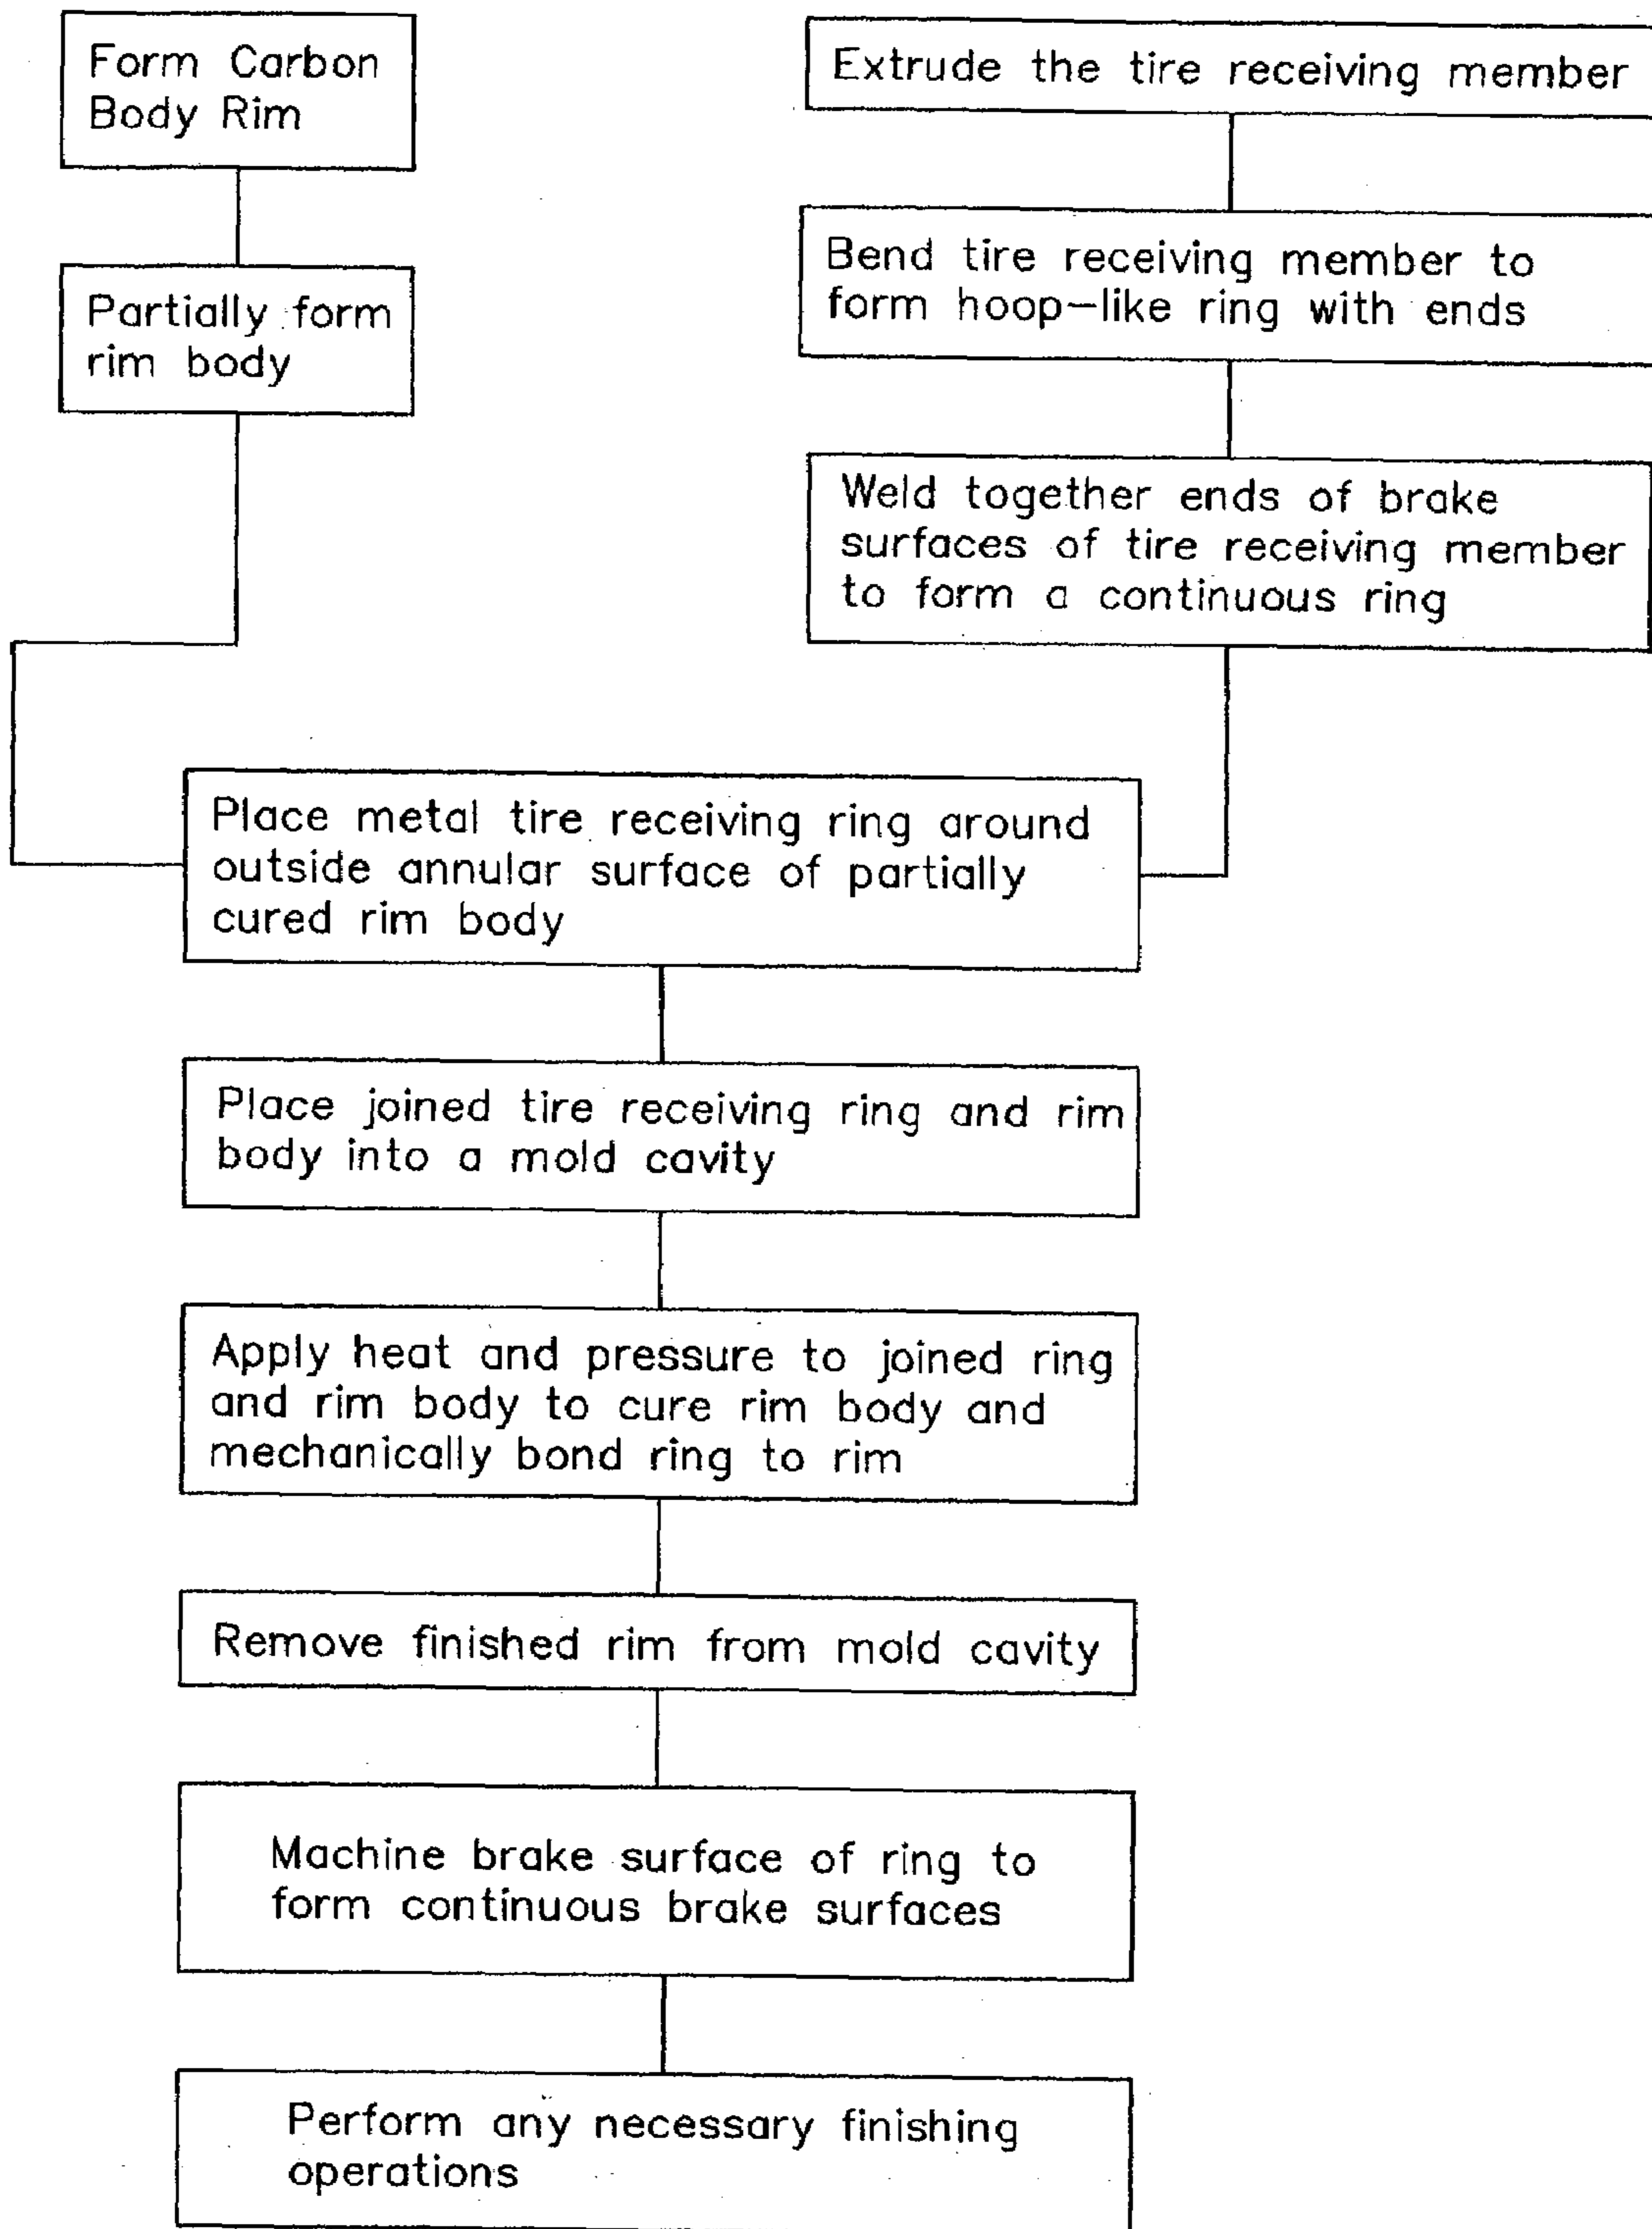 Form Carbon
Body Rim
Partially form
rim body
Extrude the tire receiving member
Bend tire receiving member to
form hoop-like ring with ends
Weld together ends of brake
surfaces of tire receiving member
to form a continuous ring
Place metal tire receiving ring around
outside annular surface of partially
cured rim body
Place joined tire receiving ring and rim
body into a mold cavity
Apply heat and pressure to joined ring
and rim body to cure rim body and
mechanically bond ring to rim
Remove finished rim from mold cavity
Machine brake surface of ring to
form continuous brake surfaces
Perform any necessary finishing
operations